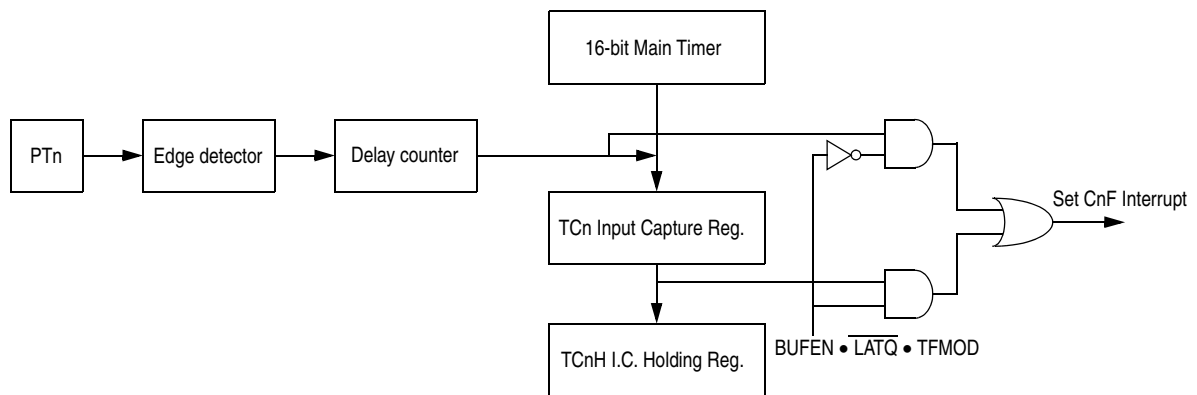 16-bit Main Timer
PTn
Edge detector
Delay counter
TCn Input Capture Reg.
Set CnF Interrupt
TCnH I.C. Holding Reg.
BUFEN • L̅A̅T̅Q̅ • TFMOD